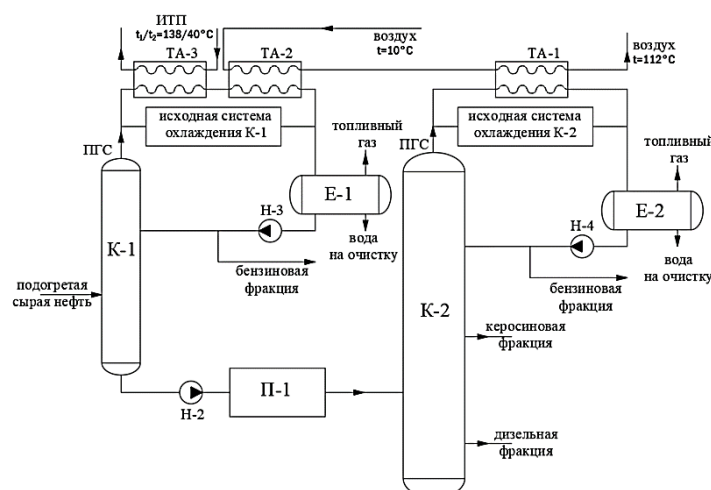 ИТП
t₁/t₂=138/40°C
ТА-3
ТА-2
воздух
t=10°C
ТА-1
воздух
t=112°C
исходная система
охлаждения К-1
исходная система
охлаждения К-2
ПГС
топливный
газ
ПГС
топливный
газ
Е-1
Е-2
Н-3
Н-4
К-1
вода
на очистку
вода
на очистку
бензиновая
фракция
бензиновая
фракция
подогретая
сырая нефть
К-2
керосиновая
фракция
П-1
Н-2
дизельная
фракция